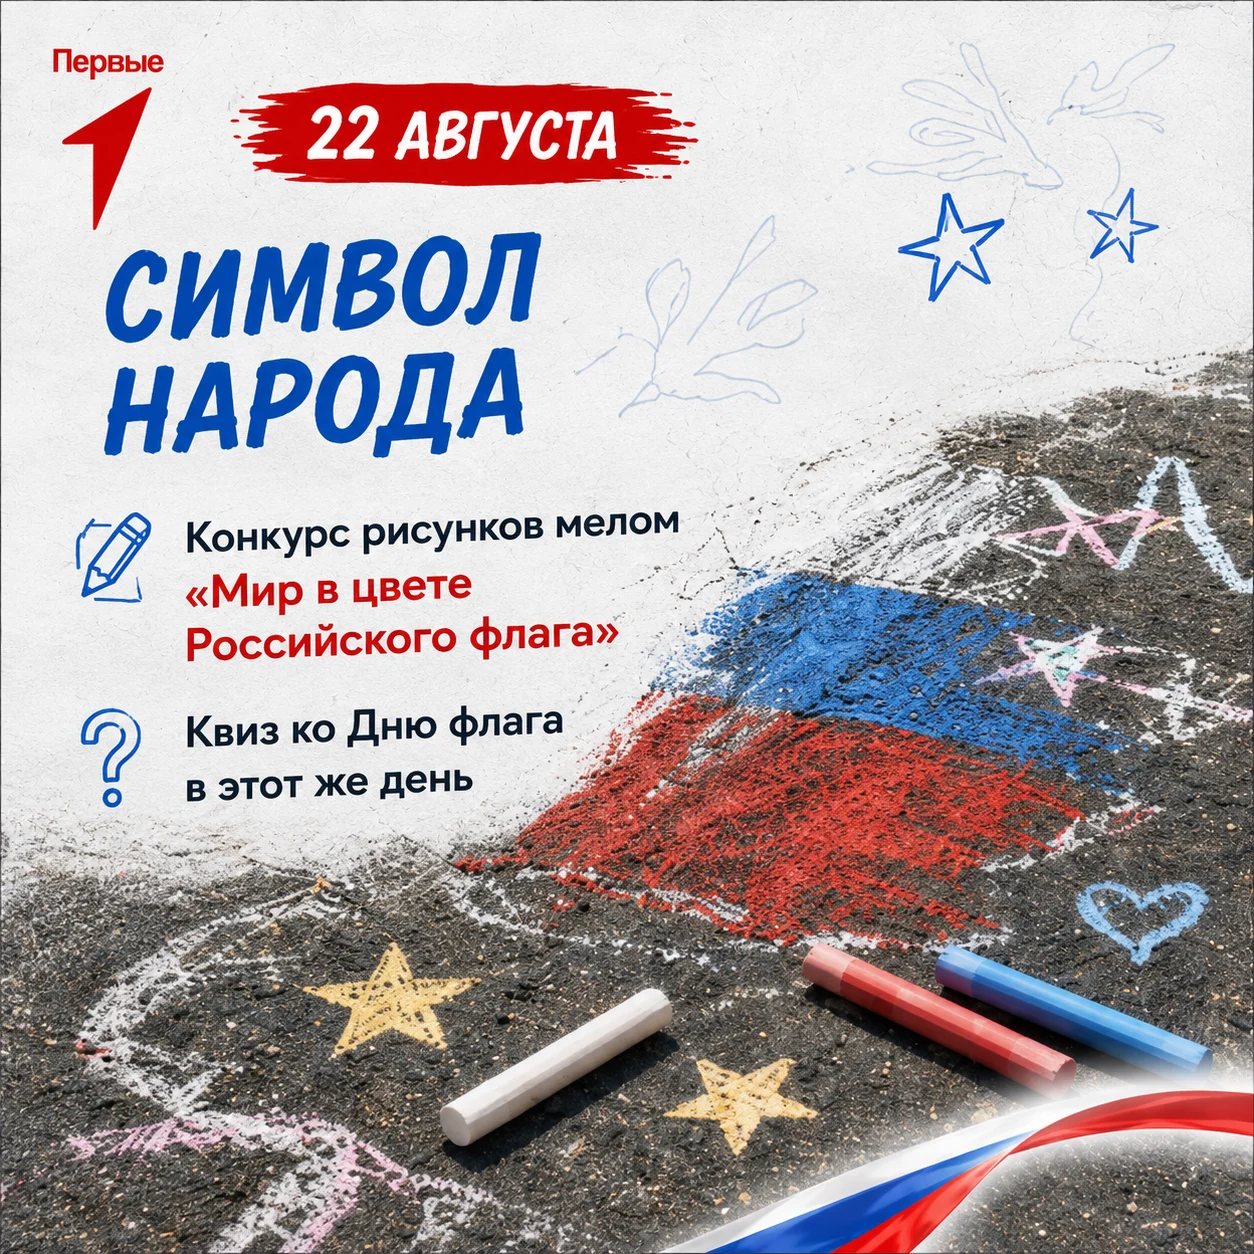 Первые
22 АВГУСТА
СИМВОЛ
НАРОДА
Конкурс рисунков мелом
«Мир в цвете
Российского флага»
Квиз ко Дню флага
в этот же день